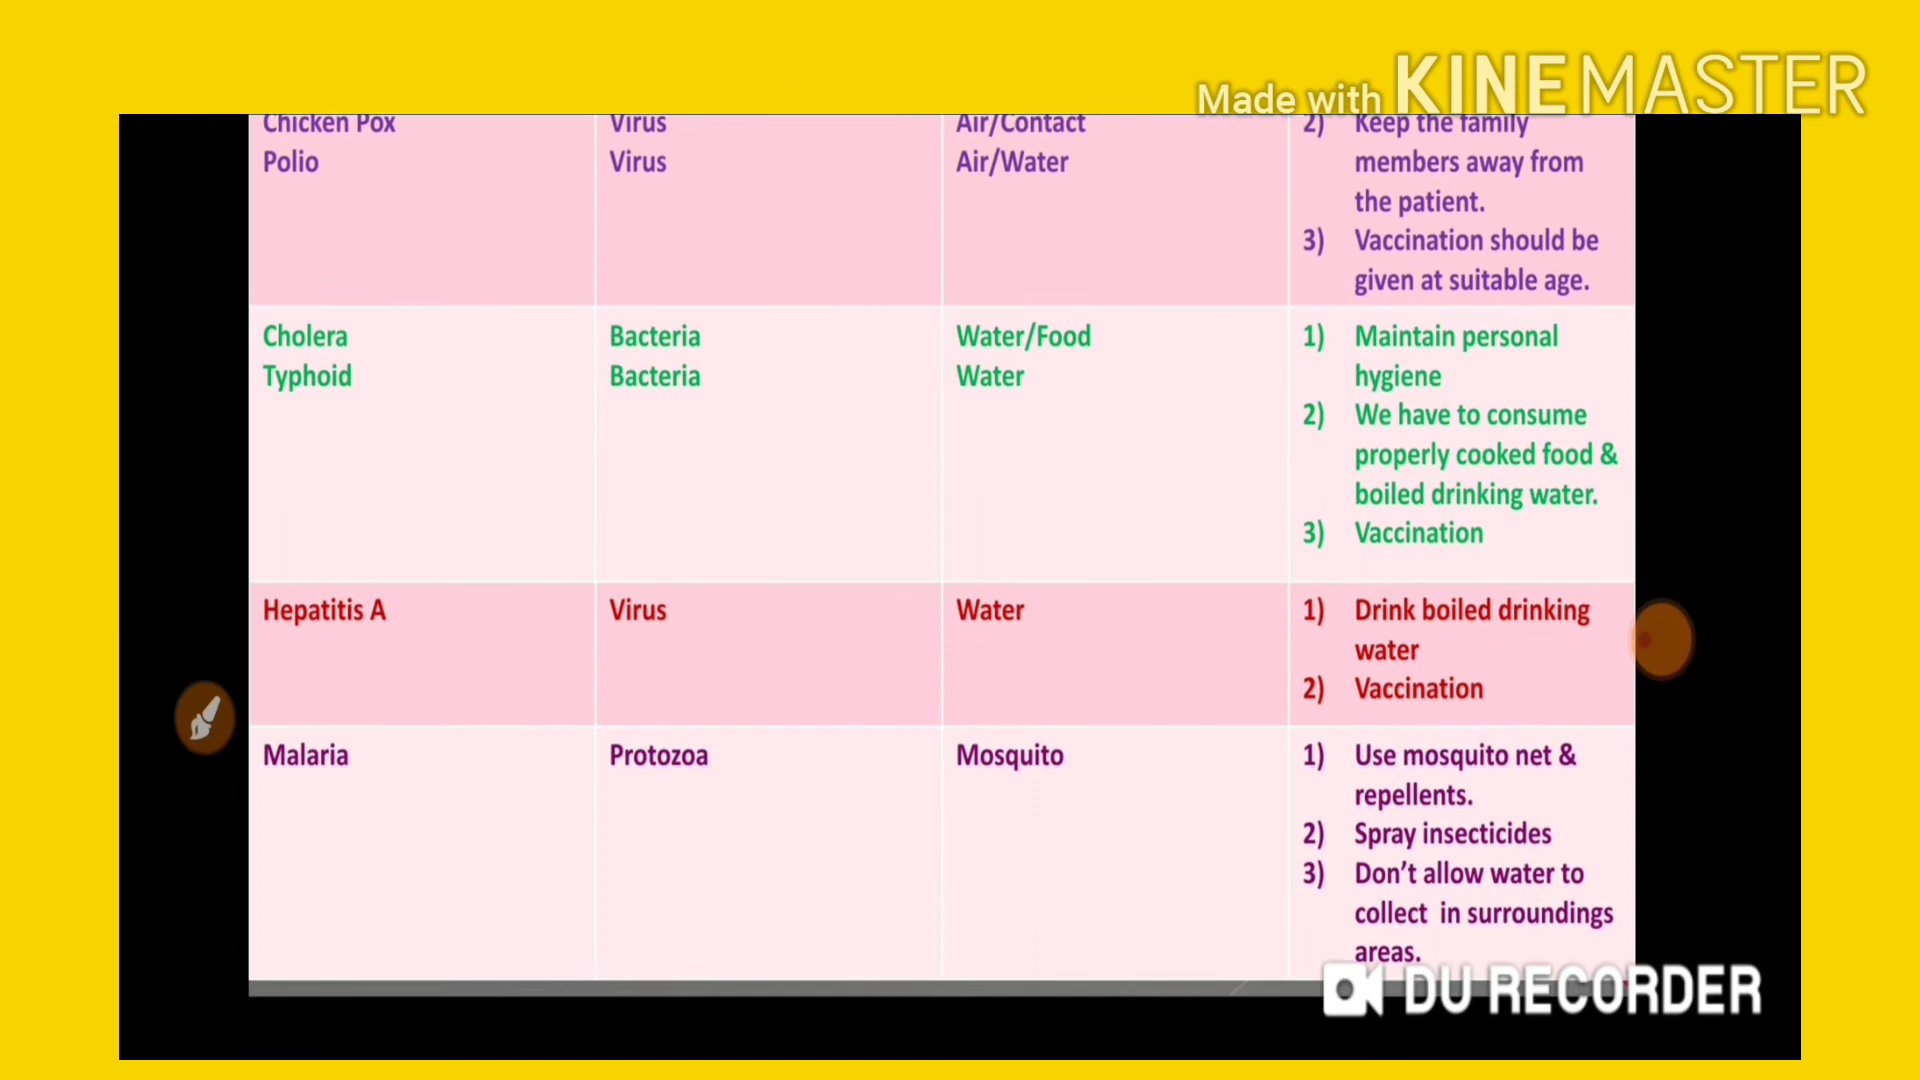 Made with KINEMASTER
Chicken Pox Virus Air/Contact 2) Keep the family
Polio Virus Air/Water members away from
the patient.
3) Vaccination should be
given at suitable age.
Cholera Bacteria Water/Food 1) Maintain personal
Typhoid Bacteria Water hygiene
2) We have to consume
properly cooked food &
boiled drinking water.
3) Vaccination
Hepatitis A Virus Water 1) Drink boiled drinking
water
2) Vaccination
Malaria Protozoa Mosquito 1) Use mosquito net &
repellents.
2) Spray insecticides
3) Don't allow water to
collect in surroundings
areas.
DU RECORDER